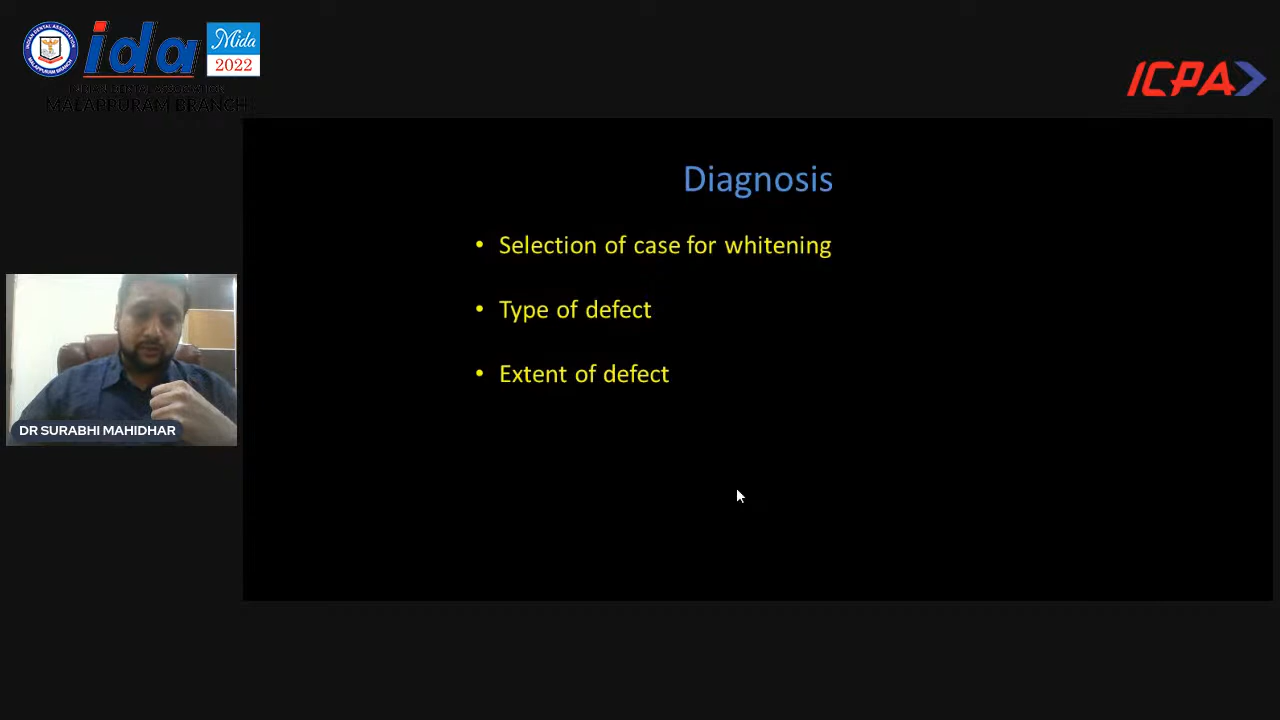 ida
Mida
2022
MALAPPURAM BRANCH
ICPA
Diagnosis
• Selection of case for whitening
• Type of defect
• Extent of defect
DR SURABHI MAHIDHAR